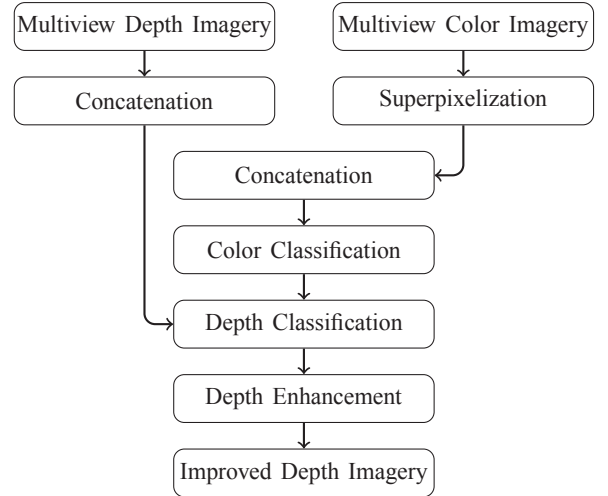 Multiview Depth Imagery
Multiview Color Imagery
Concatenation
Superpixelization
Concatenation
Color Classification
Depth Classification
Depth Enhancement
Improved Depth Imagery